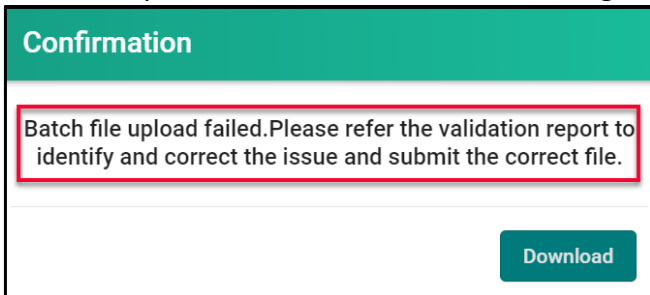 Confirmation
Batch file upload failed.Please refer the validation report to
identify and correct the issue and submit the correct file.
Download